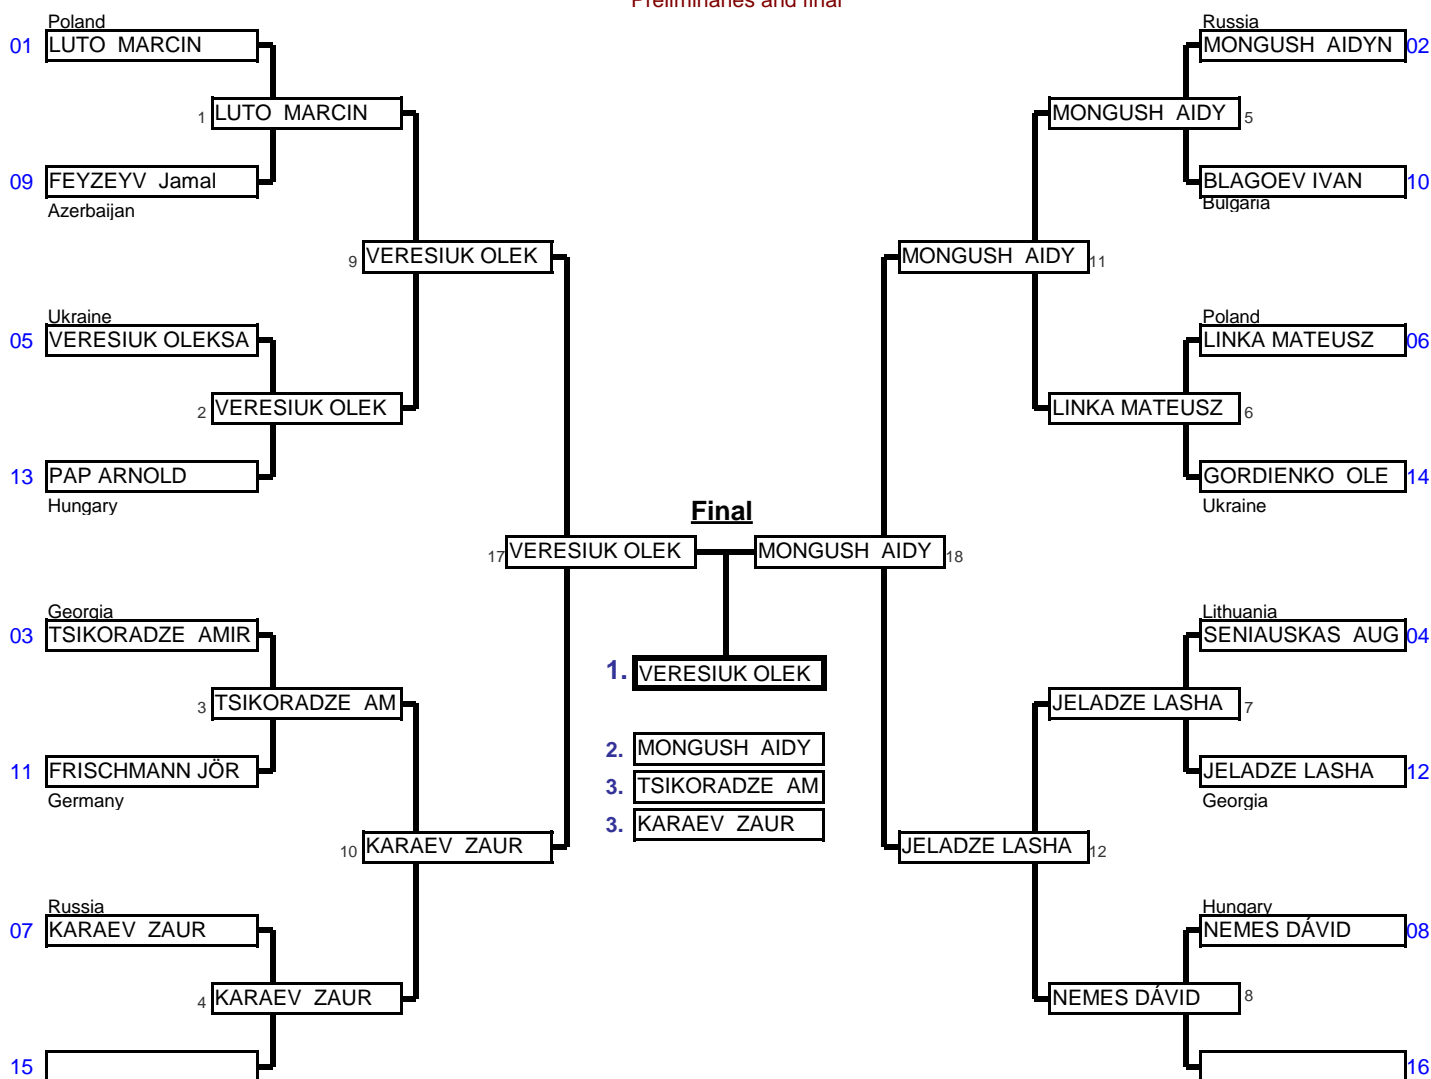 Preliminaries and final
Poland
01 LUTO MARCIN
1 LUTO MARCIN
09 FEYZEYV Jamal
Azerbaijan
9 VERESIUK OLEK
Ukraine
05 VERESIUK OLEKSA
2 VERESIUK OLEK
13 PAP ARNOLD
Hungary
17 VERESIUK OLEK
Georgia
03 TSIKORADZE AMIR
3 TSIKORADZE AM
11 FRISCHMANN JÖR
Germany
10 KARAEV ZAUR
Russia
07 KARAEV ZAUR
4 KARAEV ZAUR
15
Final
1. VERESIUK OLEK
2. MONGUSH AIDY
3. TSIKORADZE AM
3. KARAEV ZAUR
Russia
MONGUSH AIDYN 02
MONGUSH AIDY 5
BLAGOEV IVAN 10
Bulgaria
MONGUSH AIDY 11
Poland
LINKA MATEUSZ 06
LINKA MATEUSZ 6
GORDIENKO OLE 14
Ukraine
MONGUSH AIDY 18
Lithuania
SENIAUSKAS AUG 04
JELADZE LASHA 7
JELADZE LASHA 12
Georgia
JELADZE LASHA 12
Hungary
NEMES DÁVID 08
NEMES DÁVID 8
16